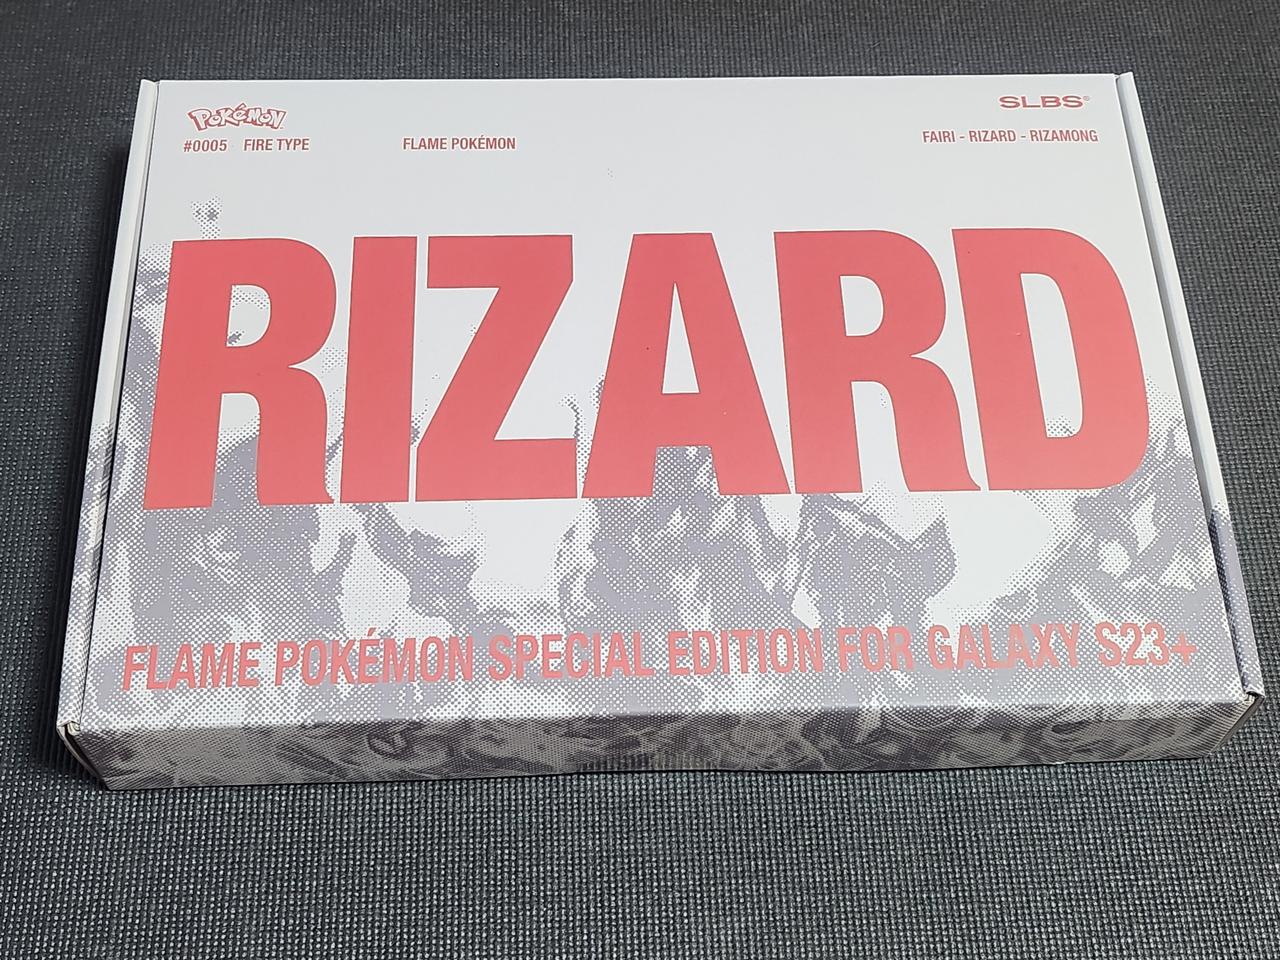 Pokémon
SLBS®
#0005 FIRE TYPE
FLAME POKÉMON
FAIRI - RIZARD - RIZAMONG
RIZARD
FLAME POKÉMON SPECIAL EDITION FOR GALAXY S23+